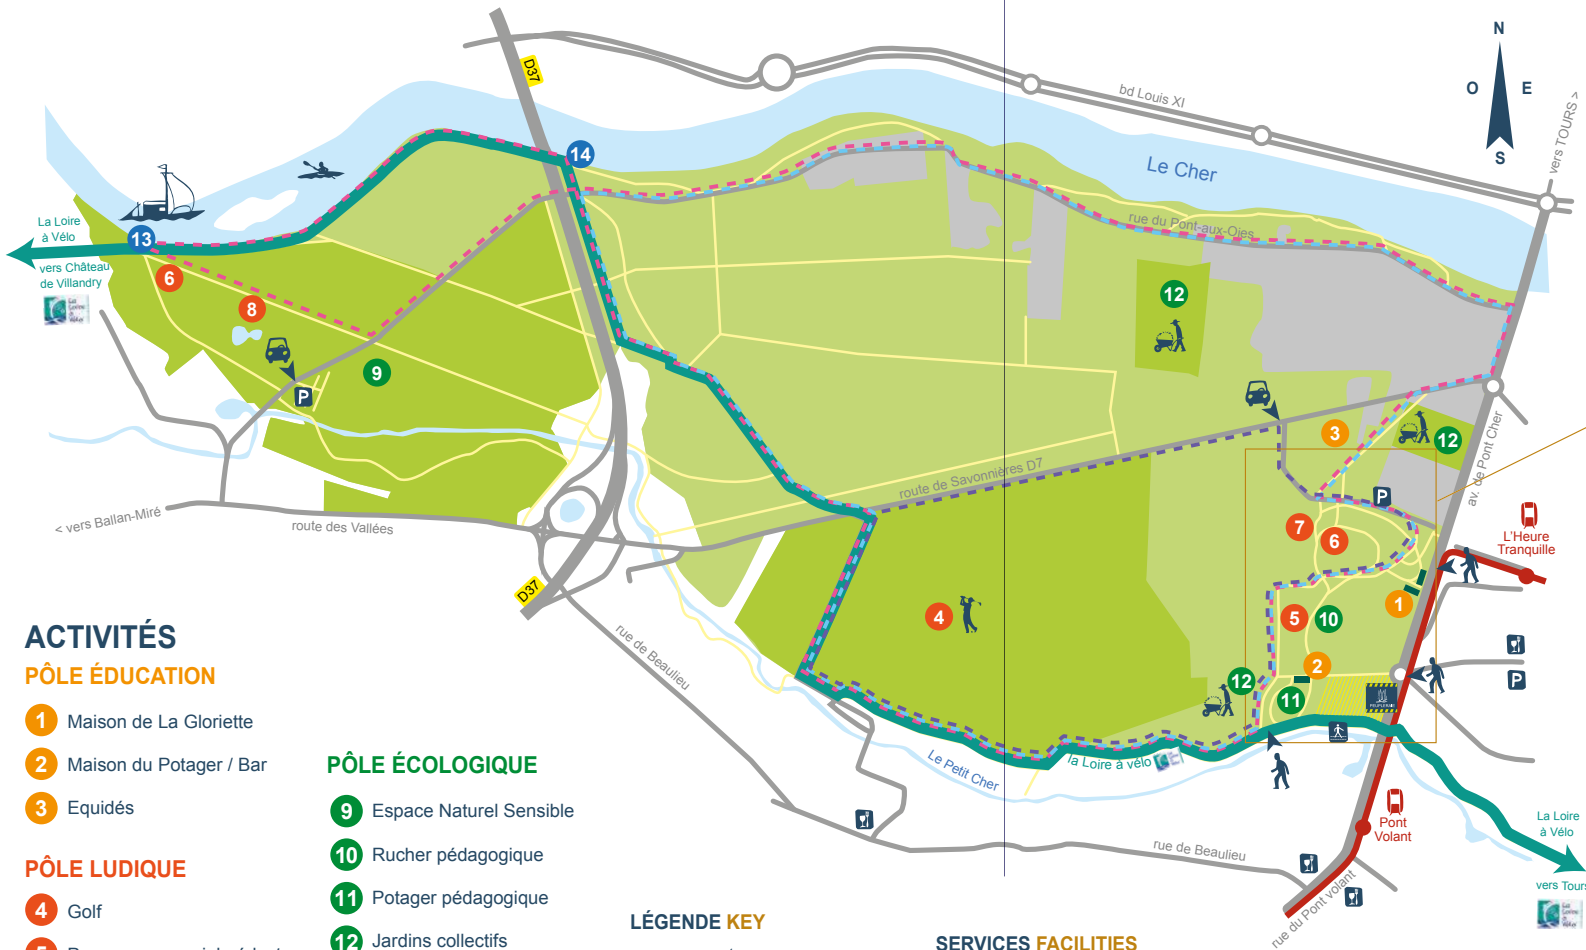 D37
bd Louis XI
N
O
E
S
vers TOURS >
Le Cher
14
La Loire
à Vélo
13
vers Château
de Villandry
6
8
9
P
rue du Pont-aux-Oies
12
3
12
av. de Pont Cher
route de Savonnières D7
P
7
6
L'Heure
Tranquille
< vers Ballan-Miré
route des Vallées
D37
rue de Beaulieu
4
5
10
1
2
12
11
P
la Loire à vélo
Le Petit Cher
Pont
Volant
rue de Beaulieu
rue du Pont volant
La Loire
à Vélo
vers Tours
ACTIVITÉS
PÔLE ÉDUCATION
1 Maison de La Gloriette
2 Maison du Potager / Bar
3 Equidés
PÔLE LUDIQUE
4 Golf
PÔLE ÉCOLOGIQUE
9 Espace Naturel Sensible
10 Rucher pédagogique
11 Potager pédagogique
12 Jardins collectifs
LÉGENDE KEY
SERVICES FACILITIES